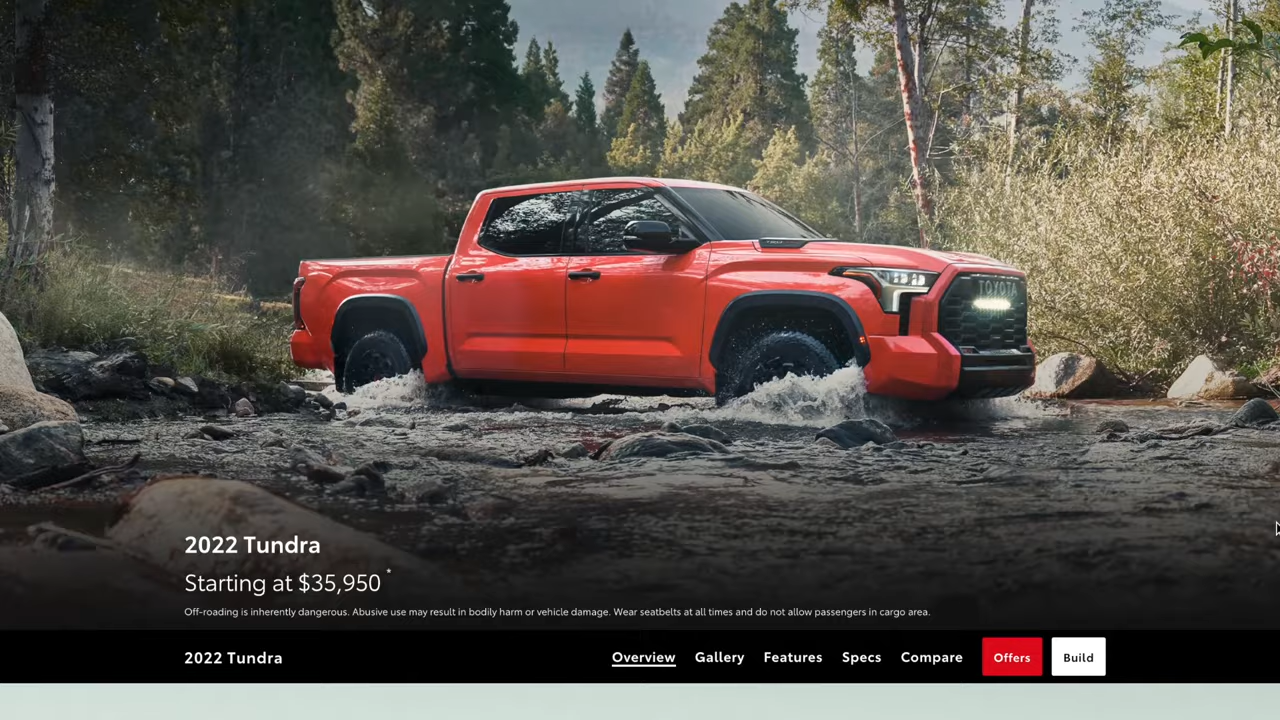 TOYOTA
2022 Tundra
Starting at $35,950 *
Off-roading is inherently dangerous. Abusive use may result in bodily harm or vehicle damage. Wear seatbelts at all times and do not allow passengers in cargo area.
2022 Tundra
Overview
Gallery
Features
Specs
Compare
Offers
Build